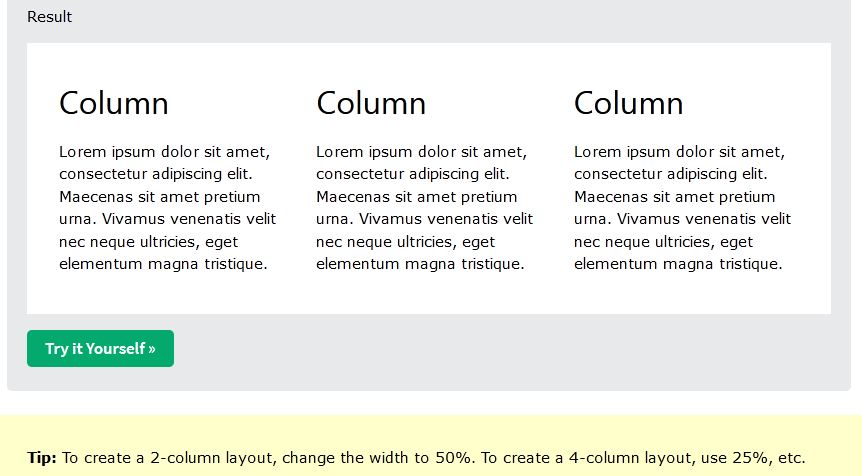 Result
Column
Lorem ipsum dolor sit amet,
consectetur adipiscing elit.
Maecenas sit amet pretium
urna. Vivamus venenatis velit
nec neque ultricies, eget
elementum magna tristique.
Column
Lorem ipsum dolor sit amet,
consectetur adipiscing elit.
Maecenas sit amet pretium
urna. Vivamus venenatis velit
nec neque ultricies, eget
elementum magna tristique.
Column
Lorem ipsum dolor sit amet,
consectetur adipiscing elit.
Maecenas sit amet pretium
urna. Vivamus venenatis velit
nec neque ultricies, eget
elementum magna tristique.
Try it Yourself »
Tip: To create a 2-column layout, change the width to 50%. To create a 4-column layout, use 25%, etc.